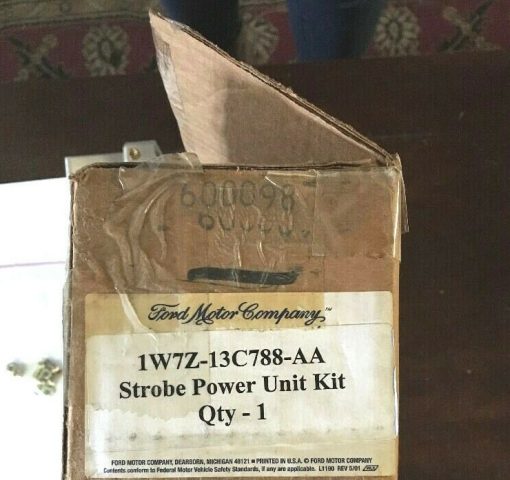 600098
Ford Motor Company™
1W7Z-13C788-AA
Strobe Power Unit Kit
Qty - 1
FORD MOTOR COMPANY, DEARBORN, MICHIGAN 48121 ■ PRINTED IN U.S.A. © FORD MOTOR COMPANY
Contents conform to Federal Motor Vehicle Safety Standards, if any are applicable. L1190 REV 5/01